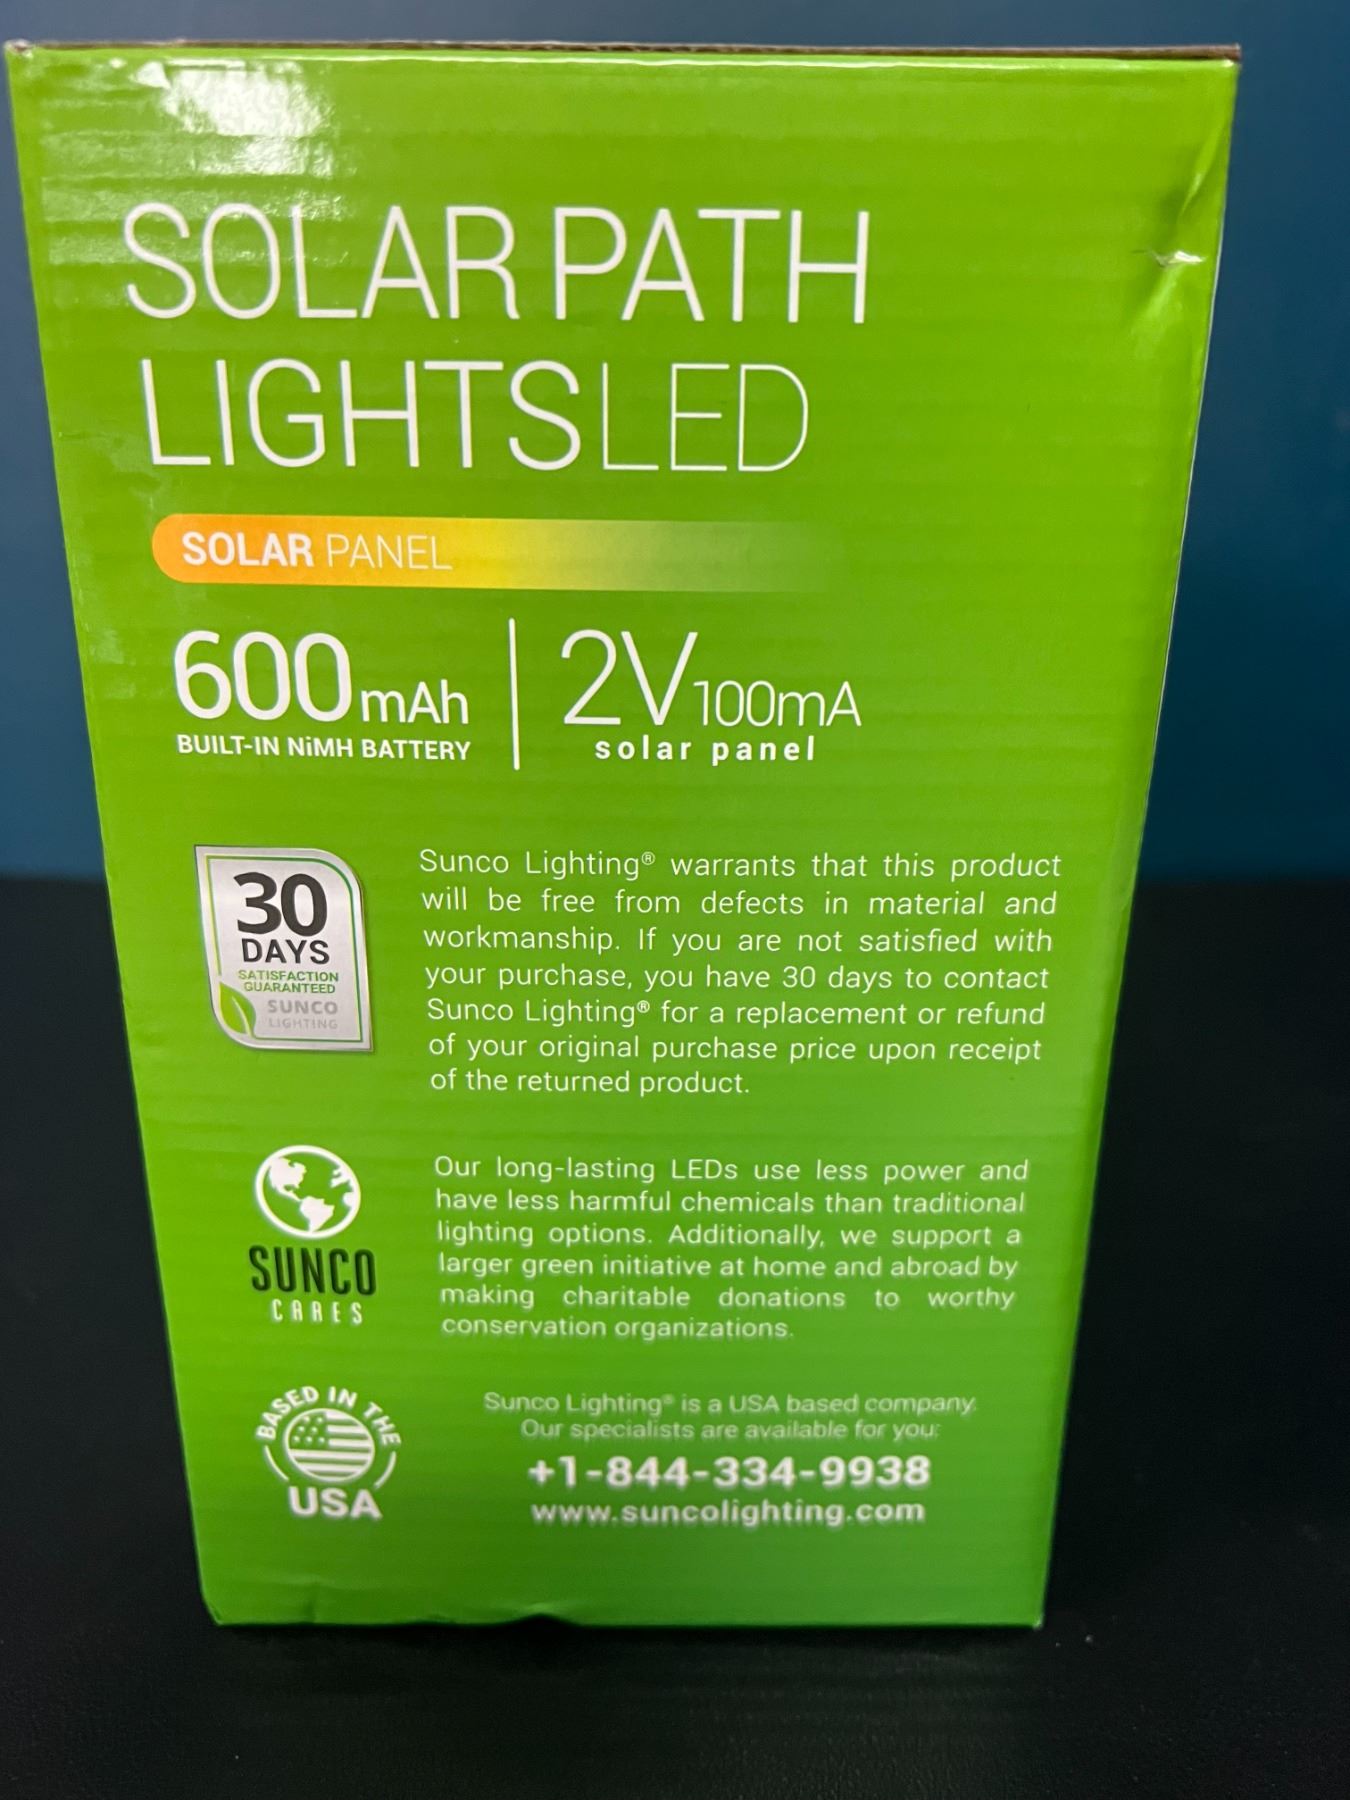 SOLAR PATH
LIGHTSLED
SOLAR PANEL
600mAh
BUILT-IN NiMH BATTERY
2V100mA
solar panel
30
DAYS
SATISFACTION
GUARANTEED
SUNCO
LIGHTING
Sunco Lighting® warrants that this product
will be free from defects in material and
workmanship. If you are not satisfied with
your purchase, you have 30 days to contact
Sunco Lighting® for a replacement or refund
of your original purchase price upon receipt
of the returned product.
SUNCO
CARES
Our long-lasting LEDs use less power and
have less harmful chemicals than traditional
lighting options. Additionally, we support a
larger green initiative at home and abroad by
making charitable donations to worthy
conservation organizations.
BASED IN THE
USA
Sunco Lighting® is a USA based company.
Our specialists are available for you:
+1-844-334-9938
www.suncolighting.com